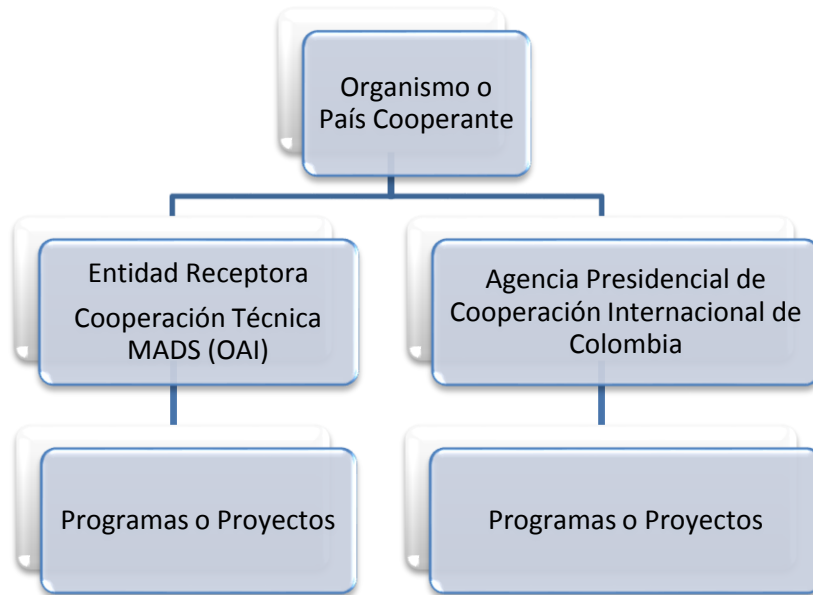 Organismo o
País Cooperante
Entidad Receptora
Cooperación Técnica
MADS (OAI)
Agencia Presidencial de
Cooperación Internacional de
Colombia
Programas o Proyectos
Programas o Proyectos